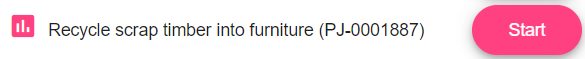 Recycle scrap timber into furniture (PJ-0001887) Start